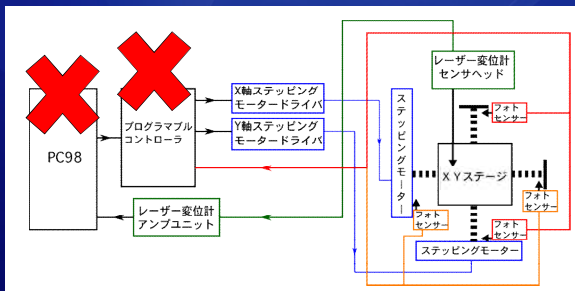 PC98
プログラマブル
コントローラ
X軸ステッピング
モータードライバ
Y軸ステッピング
モータードライバ
レーザー変位計
アンプユニット
レーザー変位計
センサヘッド
ステッピングモーター
フォト
センサー
XYステージ
フォト
センサー
フォト
センサー
フォト
センサー
ステッピングモーター